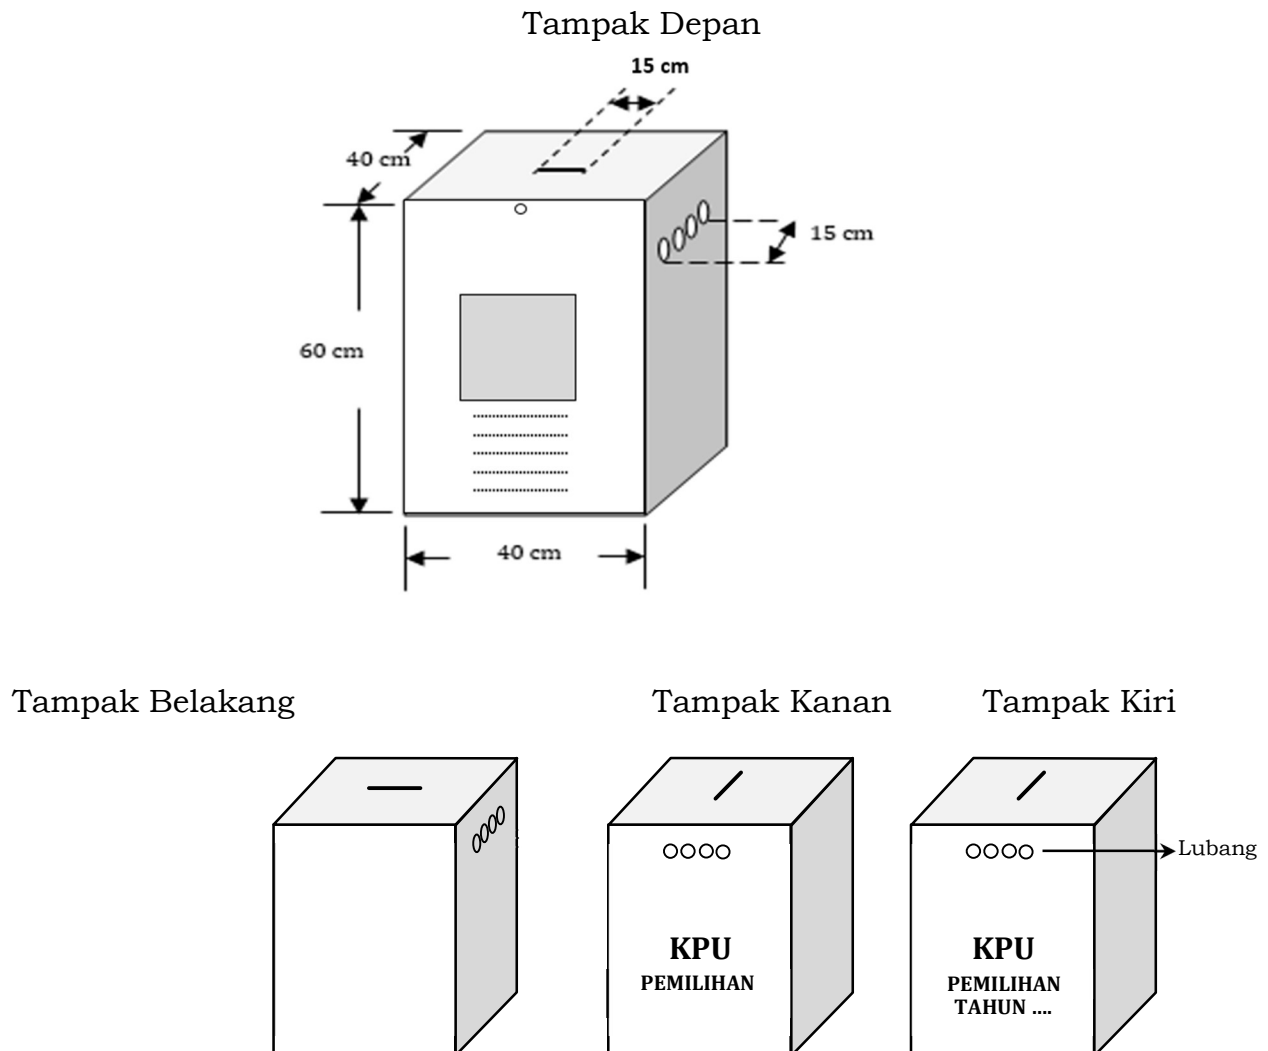 Tampak Depan
15 cm
40 cm
15 cm
60 cm
40 cm
Tampak Belakang
Tampak Kanan
Tampak Kiri
Lubang
KPU
PEMILIHAN
KPU
PEMILIHAN
TAHUN ....